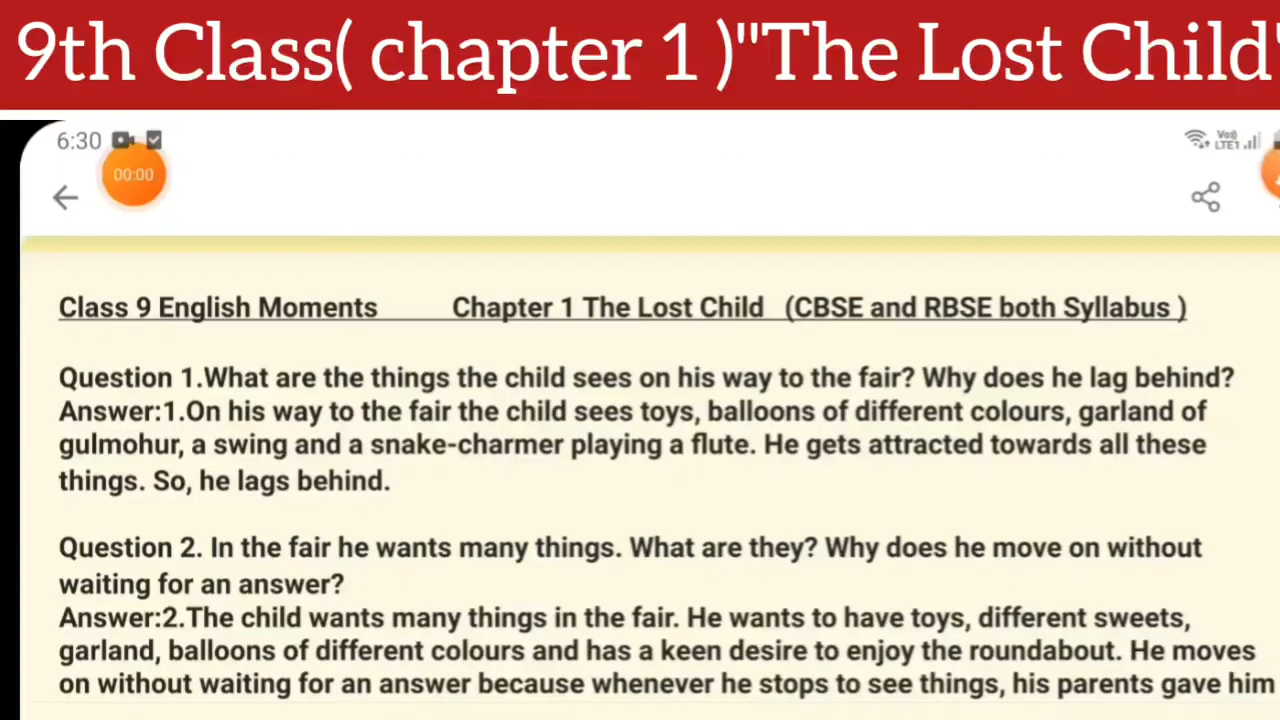 9th Class( chapter 1 )"The Lost Child"
6:30
Vo))
LTE1
00:00
Class 9 English Moments Chapter 1 The Lost Child (CBSE and RBSE both Syllabus )
Question 1.What are the things the child sees on his way to the fair? Why does he lag behind?
Answer:1.On his way to the fair the child sees toys, balloons of different colours, garland of
gulmohur, a swing and a snake-charmer playing a flute. He gets attracted towards all these
things. So, he lags behind.
Question 2. In the fair he wants many things. What are they? Why does he move on without
waiting for an answer?
Answer:2.The child wants many things in the fair. He wants to have toys, different sweets,
garland, balloons of different colours and has a keen desire to enjoy the roundabout. He moves
on without waiting for an answer because whenever he stops to see things, his parents gave him